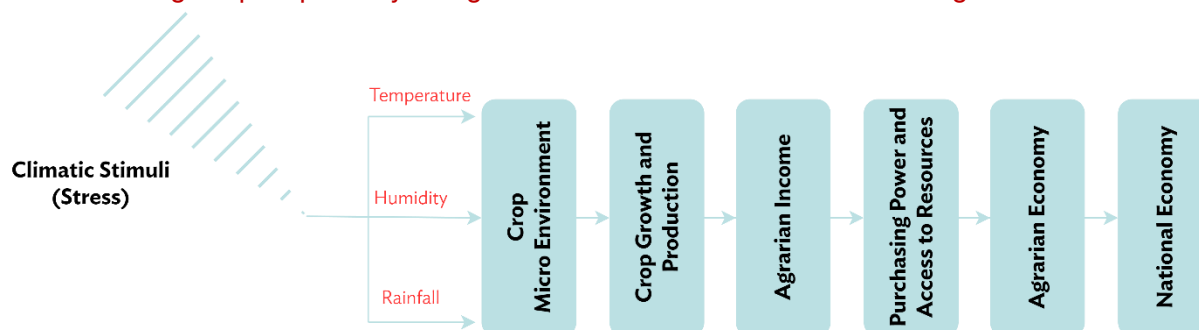 Temperature
Climatic Stimuli
(Stress)
Humidity
Rainfall
Crop
Micro Environment
Crop Growth and
Production
Agrarian Income
Purchasing Power and
Access to Resources
Agrarian Economy
National Economy